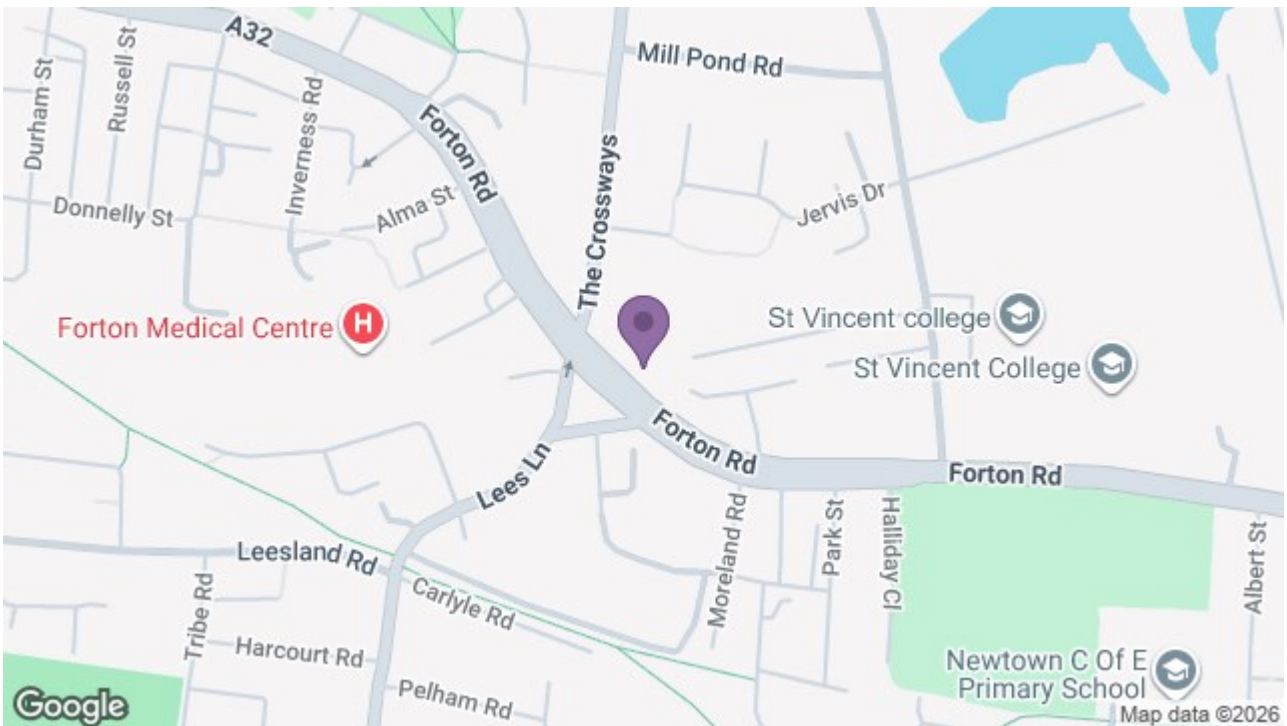 A32
Russell St
Durham St
Mill Pond Rd
Forton Rd
Inverness Rd
The Crossways
Alma St
Donnelly St
Jervis Dr
Forton Medical Centre
H
St Vincent college
St Vincent College
Forton Rd
Forton Rd
Lees Ln
Moreland Rd
Park St
Halliday Cl
Albert St
Leesland Rd
Tribe Rd
Carlyle Rd
Harcourt Rd
Pelham Rd
Newtown C Of E
Primary School
Google
Map data ©2026